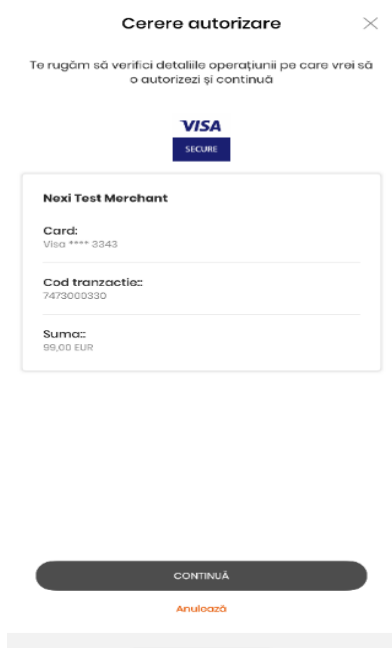 Cerere autorizare
Te rugăm să verifici detaliile operațiunii pe care vrei să
o autorizezi și continuă
VISA
SECURE
Nexi Test Merchant
Card:
Visa **** 3343
Cod tranzactie::
7473000330
Suma::
99,00 EUR
CONTINUĂ
Anulează